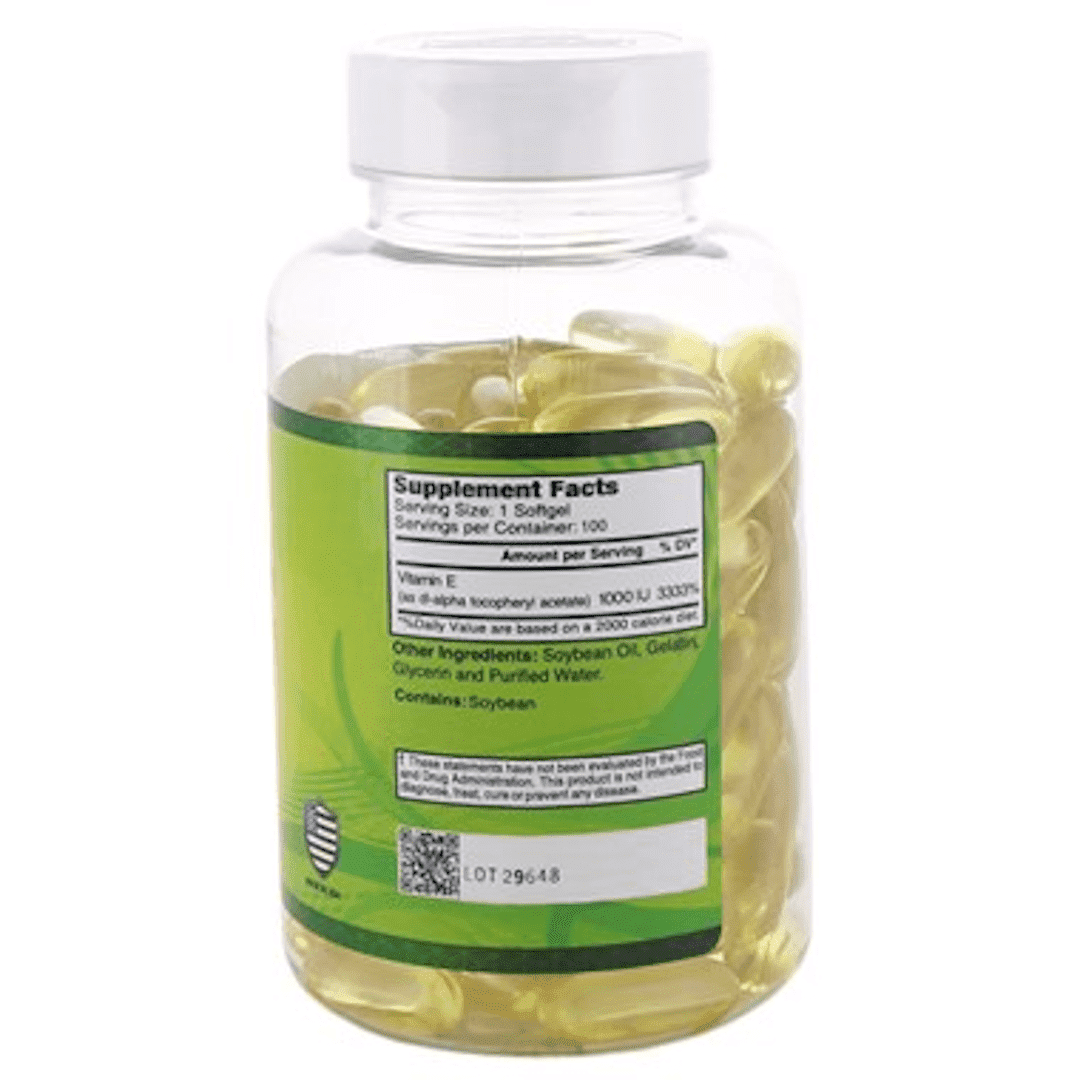 Supplement Facts
Serving Size: 1 Softgel
Servings per Container: 100
Amount per Serving % DV*
Vitamin E
(as dl-alpha tocopheryl acetate) 1000 IU 3333%
*%Daily Value are based on a 2000 calorie diet.
Other Ingredients: Soybean Oil, Gelatin,
Glycerin and Purified Water.
Contains: Soybean
‡ These statements have not been evaluated by the Food
and Drug Administration. This product is not intended to
diagnose, treat, cure or prevent any disease.
LOT 29648